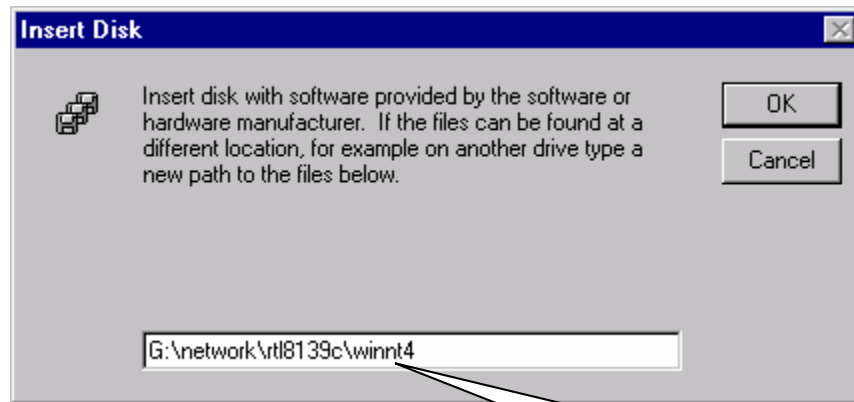 Insert Disk
Insert disk with software provided by the software or
hardware manufacturer. If the files can be found at a
different location, for example on another drive type a
new path to the files below.
OK
Cancel
G:\network\rtl8139c\winnt4